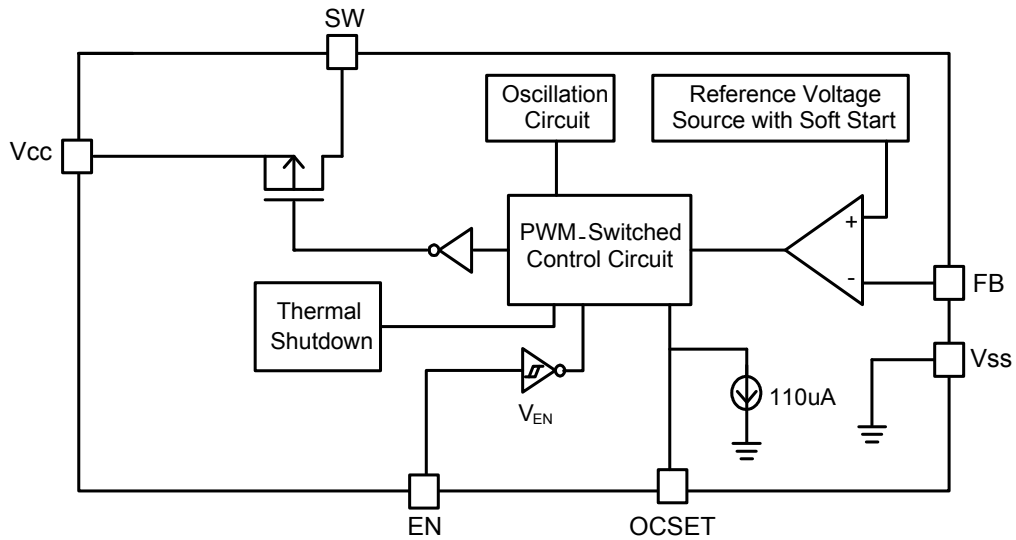 SW
Oscillation
Circuit
Reference Voltage
Source with Soft Start
Vcc
+
PWM-Switched
Control Circuit
-
FB
Thermal
Shutdown
Vss
110uA
VEN
EN
OCSET